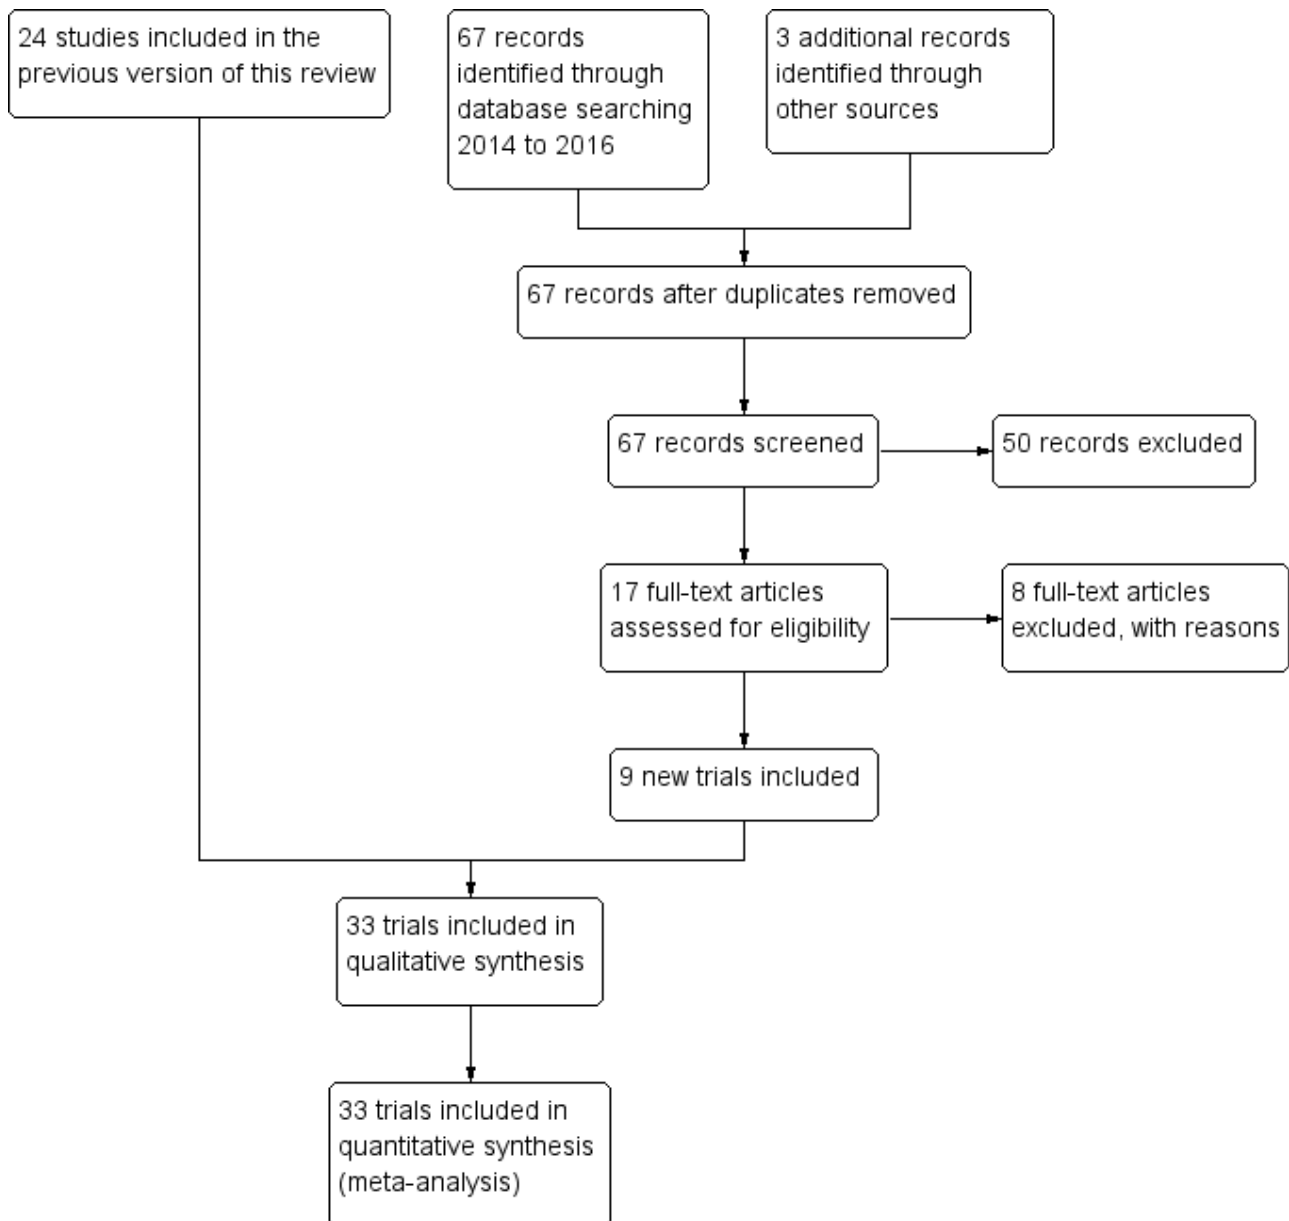 24 studies included in the
previous version of this review
67 records
identified through
database searching
2014 to 2016
3 additional records
identified through
other sources
67 records after duplicates removed
67 records screened
50 records excluded
17 full-text articles
assessed for eligibility
8 full-text articles
excluded, with reasons
9 new trials included
33 trials included in
qualitative synthesis
33 trials included in
quantitative synthesis
(meta-analysis)